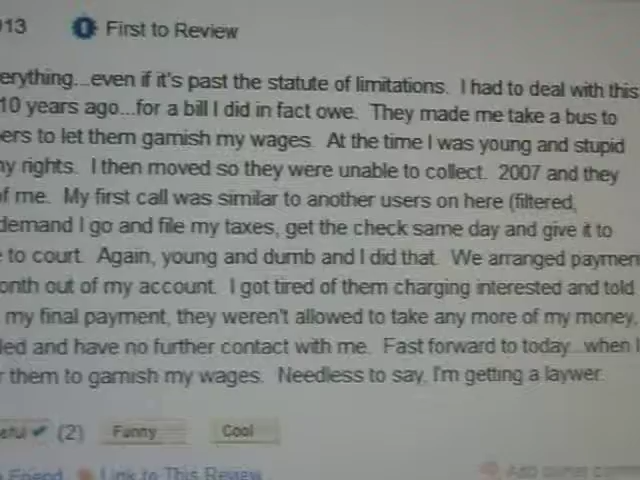 013 First to Review
erything...even if it's past the statute of limitations. I had to deal with this
10 years ago...for a bill I did in fact owe. They made me take a bus to
ers to let them garnish my wages. At the time I was young and stupid
my rights. I then moved so they were unable to collect. 2007 and they
of me. My first call was similar to another users on here (filtered,
demand I go and file my taxes, get the check same day and give it to
to court. Again, young and dumb and I did that. We arranged paymen
onth out of my account. I got tired of them charging interested and told
my final payment, they weren't allowed to take any more of my money,
led and have no further contact with me. Fast forward to today...when I
r them to garnish my wages. Needless to say, I'm getting a laywer.
eful (2) Funny Cool
Friend Link to This Review